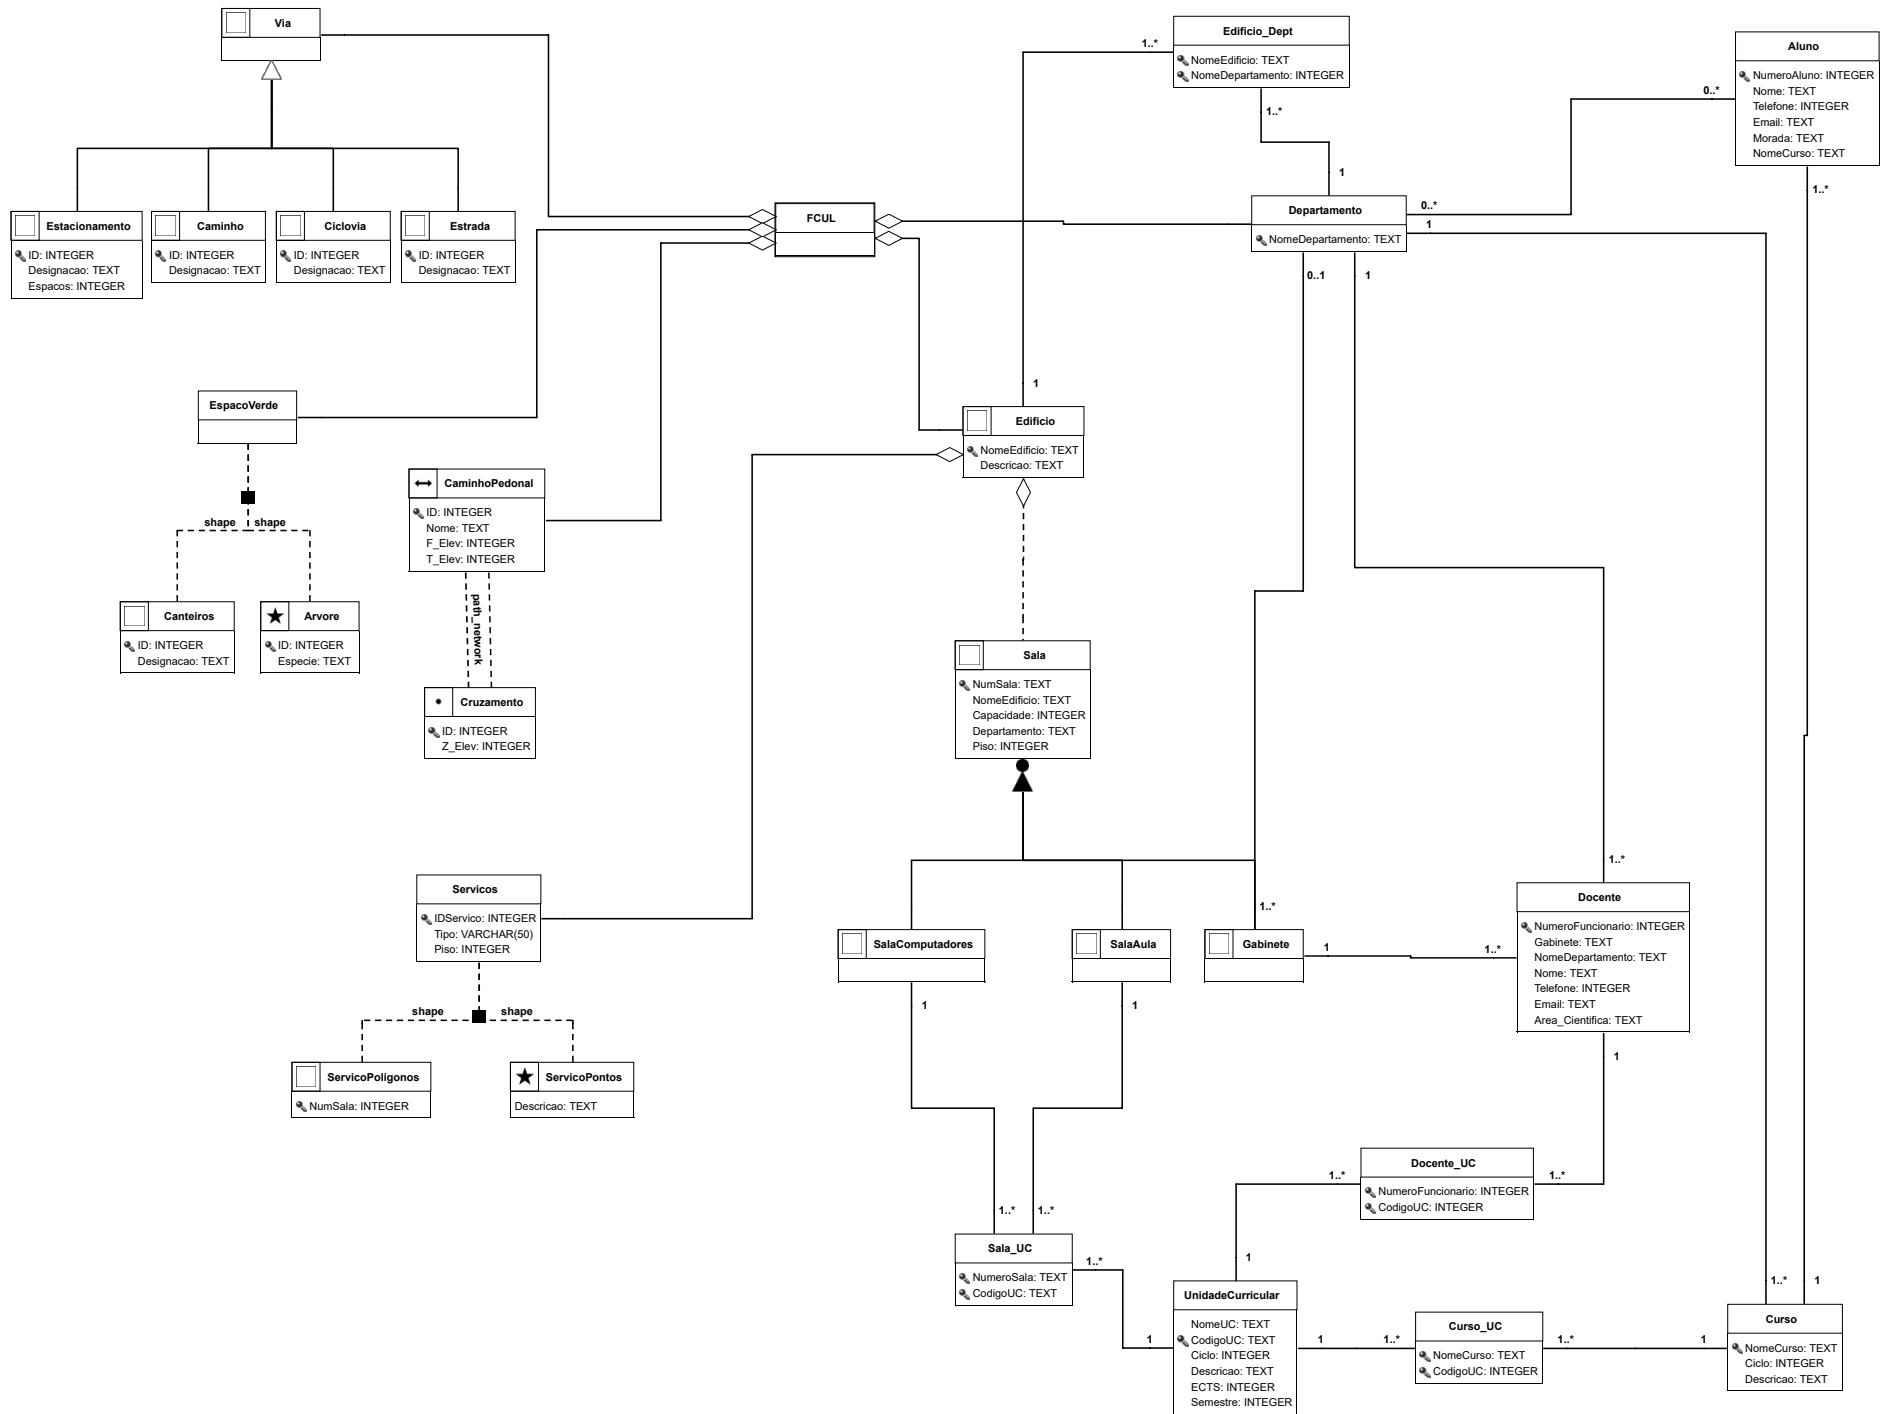 Via
Estacionamento
ID: INTEGER
Designacao: TEXT
Espacos: INTEGER
Caminho
ID: INTEGER
Designacao: TEXT
Ciclovia
ID: INTEGER
Designacao: TEXT
Estrada
ID: INTEGER
Designacao: TEXT
FCUL
Edificio_Dept
NomeEdificio: TEXT
NomeDepartamento: INTEGER
1..*
1..*
1
Aluno
NumeroAluno: INTEGER
Nome: TEXT
Telefone: INTEGER
Email: TEXT
Morada: TEXT
NomeCurso: TEXT
0..*
1..*
Departamento
NomeDepartamento: TEXT
0..*
1
0..1
1
EspacoVerde
shape
shape
Canteiros
ID: INTEGER
Designacao: TEXT
Arvore
ID: INTEGER
Especie: TEXT
CaminhoPedonal
ID: INTEGER
Nome: TEXT
F_Elev: INTEGER
T_Elev: INTEGER
path_network
Cruzamento
ID: INTEGER
Z_Elev: INTEGER
1
Edificio
NomeEdificio: TEXT
Descricao: TEXT
Sala
NumSala: TEXT
NomeEdificio: TEXT
Capacidade: INTEGER
Departamento: TEXT
Piso: INTEGER
Servicos
IDServico: INTEGER
Tipo: VARCHAR(50)
Piso: INTEGER
shape
shape
ServicoPoligonos
NumSala: INTEGER
ServicoPontos
Descricao: TEXT
SalaComputadores
1
SalaAula
1
1..*
Gabinete
1
1..*
1..*
Docente
NumeroFuncionario: INTEGER
Gabinete: TEXT
NomeDepartamento: TEXT
Nome: TEXT
Telefone: INTEGER
Email: TEXT
Area_Cientifica: TEXT
1
Docente_UC
NumeroFuncionario: INTEGER
CodigoUC: INTEGER
1..*
1..*
1..*
1..*
Sala_UC
NumeroSala: TEXT
CodigoUC: TEXT
1..*
1
1
UnidadeCurricular
NomeUC: TEXT
CodigoUC: TEXT
Ciclo: INTEGER
Descricao: TEXT
ECTS: INTEGER
Semestre: INTEGER
1
1..*
Curso_UC
NomeCurso: TEXT
CodigoUC: INTEGER
1..*
1
1..*
1
Curso
NomeCurso: TEXT
Ciclo: INTEGER
Descricao: TEXT